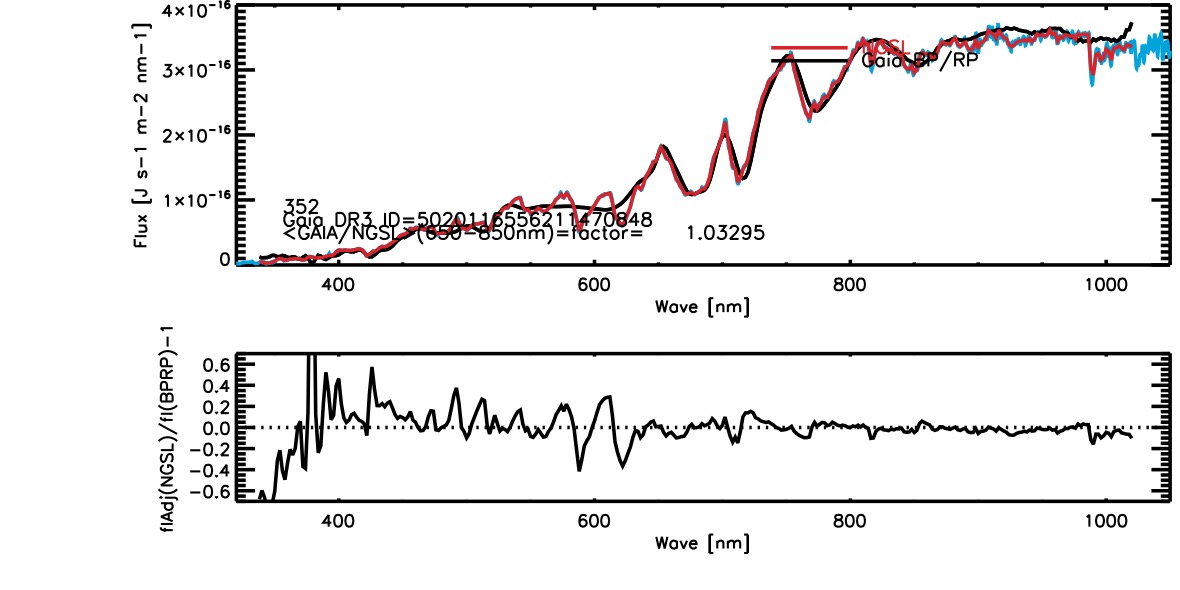 4×10−16
3×10−16
2×10−16
1×10−16
0
Flux [J s−1 m−2 nm−1]
NGSL
Gaia BP/RP
352
Gaia DR3 ID=5020116556211470848
<GAIA/NGSL>(650−850nm)=factor= 1.03295
400 600 800 1000
Wave [nm]
0.6
0.4
0.2
0.0
−0.2
−0.4
−0.6
flAdj(NGSL)/fl(BPRP)−1
400 600 800 1000
Wave [nm]